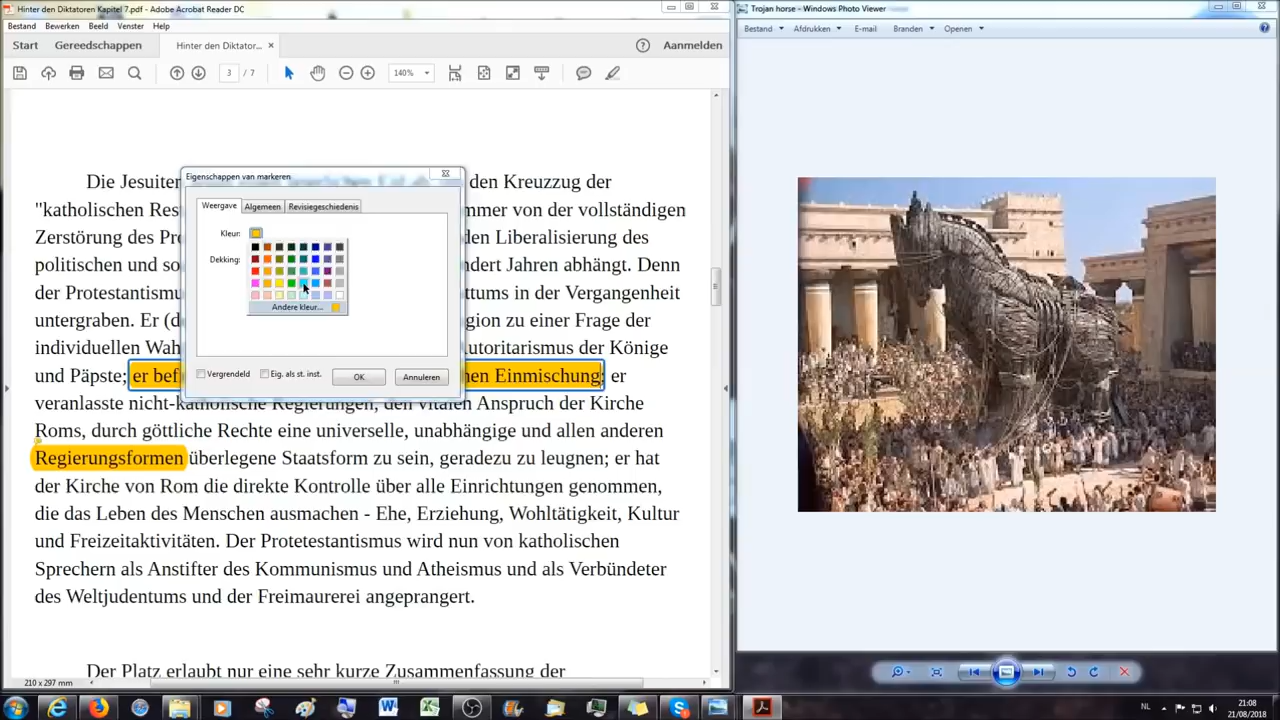 Hinter den Diktatoren Kapitel 7.pdf - Adobe Acrobat Reader DC
Bestand Bewerken Beeld Venster Help
Start Gereedschappen Hinter den Diktator... × Aanmelden
3 / 7 140%
Die Jesuiten den Kreuzzug der
"katholischen Res mmer von der vollständigen
Zerstörung des Pr den Liberalisierung des
politischen und so ndert Jahren abhängt. Denn
der Protestantismu ttums in der Vergangenheit
untergraben. Er (d gion zu einer Frage der
individuellen Wah utoritarismus der Könige
und Päpste; er bef hen Einmischung; er
veranlasste nicht-katholische Regierungen, den vitalen Anspruch der Kirche
Roms, durch göttliche Rechte eine universelle, unabhängige und allen anderen
Regierungsformen überlegene Staatsform zu sein, geradezu zu leugnen; er hat
der Kirche von Rom die direkte Kontrolle über alle Einrichtungen genommen,
die das Leben des Menschen ausmachen - Ehe, Erziehung, Wohltätigkeit, Kultur
und Freizeitaktivitäten. Der Protetestantismus wird nun von katholischen
Sprechern als Anstifter des Kommunismus und Atheismus und als Verbündeter
des Weltjudentums und der Freimaurerei angeprangert.
Der Platz erlaubt nur eine sehr kurze Zusammenfassung der
210 x 297 mm
Eigenschappen van markeren
Weergave Algemeen Revisiegeschiedenis
Kleur:
Dekking:
Andere kleur...
Vergrendeld Eig. als st. inst. OK Annuleren
Trojan horse - Windows Photo Viewer
Bestand Afdrukken E-mail Branden Openen
NL 21:08
21/08/2018